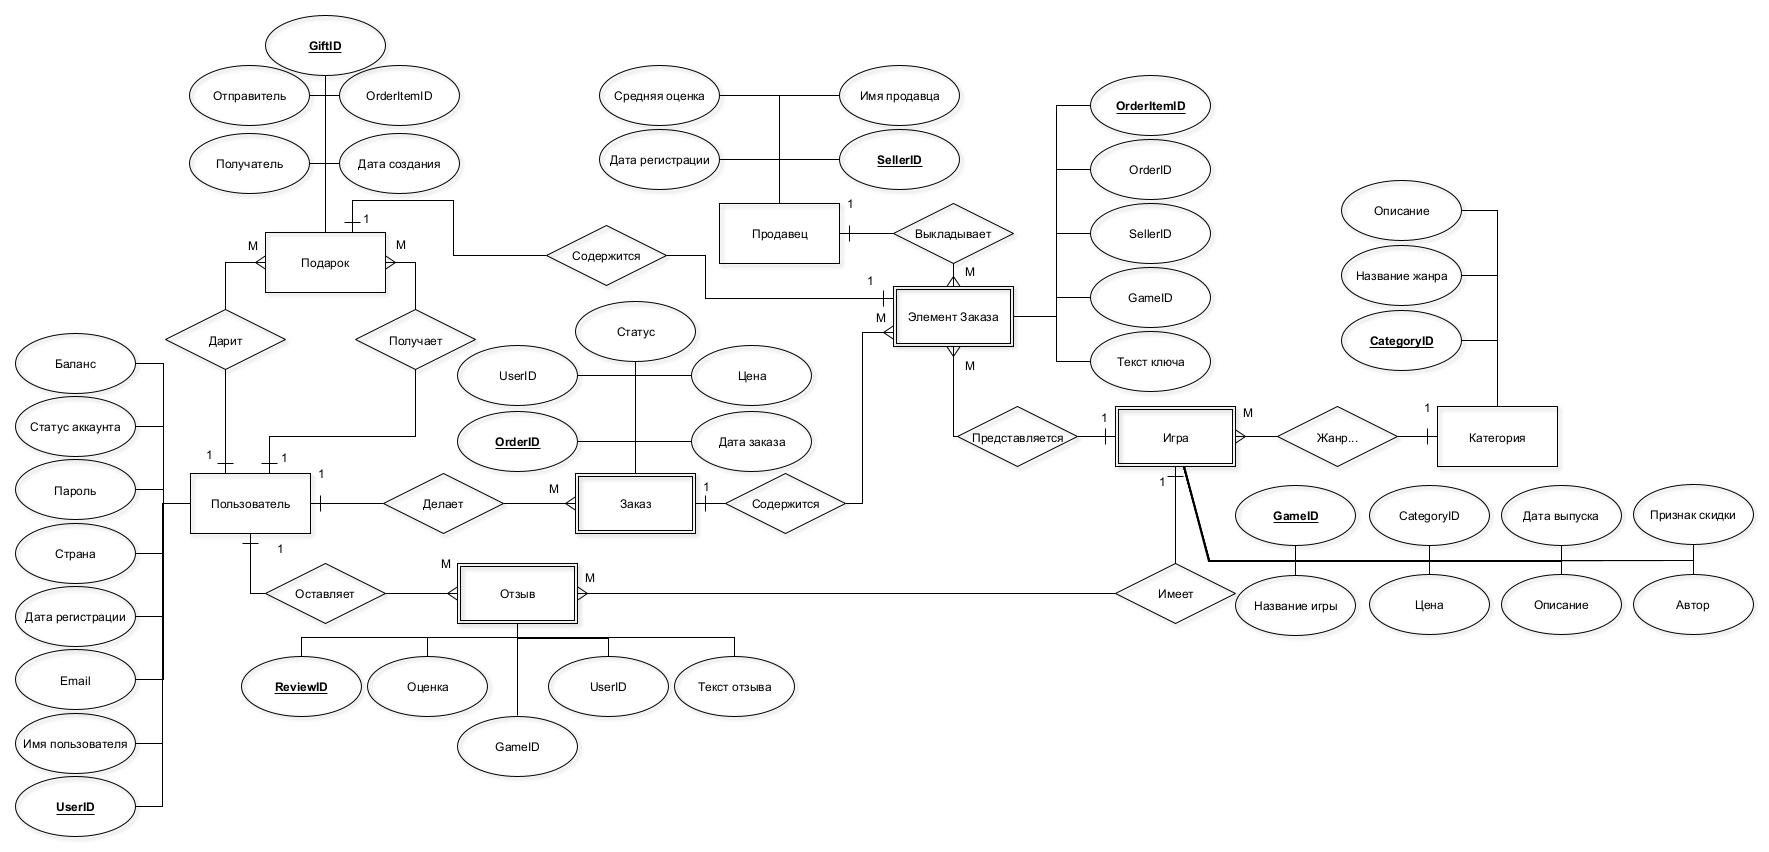 GiftID
Отправитель
OrderItemID
Получатель
Дата создания
Подарок
M
M
1
Дарит
Получает
1
1
Содержится
1
Средняя оценка
Имя продавца
Дата регистрации
SellerID
Продавец
1
Выкладывает
M
Элемент Заказа
M
M
OrderItemID
OrderID
SellerID
GameID
Текст ключа
Описание
Название жанра
CategoryID
Категория
1
Жанр...
M
Игра
1
Представляется
1
Статус
UserID
Цена
OrderID
Дата заказа
Заказ
1
Содержится
M
Делает
1
Баланс
Статус аккаунта
Пароль
Пользователь
Страна
Дата регистрации
Email
Имя пользователя
UserID
1
Оставляет
M
Отзыв
M
Имеет
ReviewID
Оценка
UserID
Текст отзыва
GameID
GameID
CategoryID
Дата выпуска
Признак скидки
Название игры
Цена
Описание
Автор